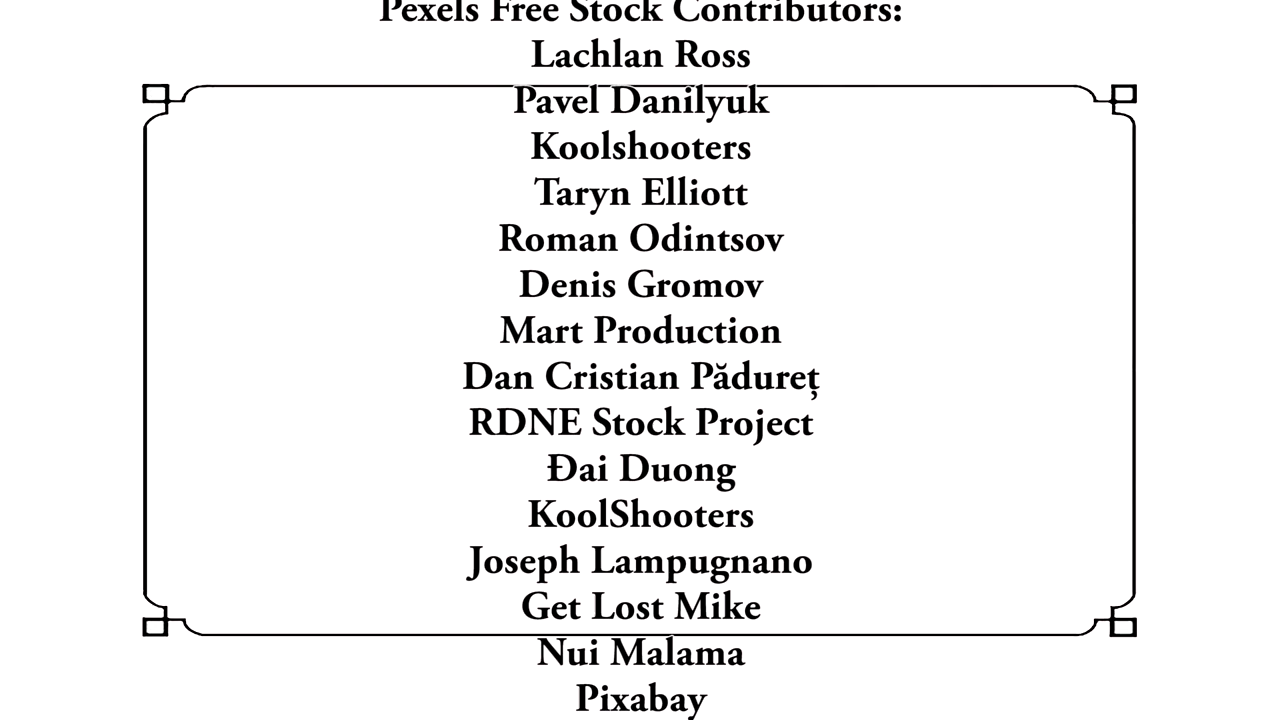 Pexels Free Stock Contributors:
Lachlan Ross
Pavel Danilyuk
Koolshooters
Taryn Elliott
Roman Odintsov
Denis Gromov
Mart Production
Dan Cristian Pădureț
RDNE Stock Project
Đai Duong
KoolShooters
Joseph Lampugnano
Get Lost Mike
Nui Malama
Pixabay